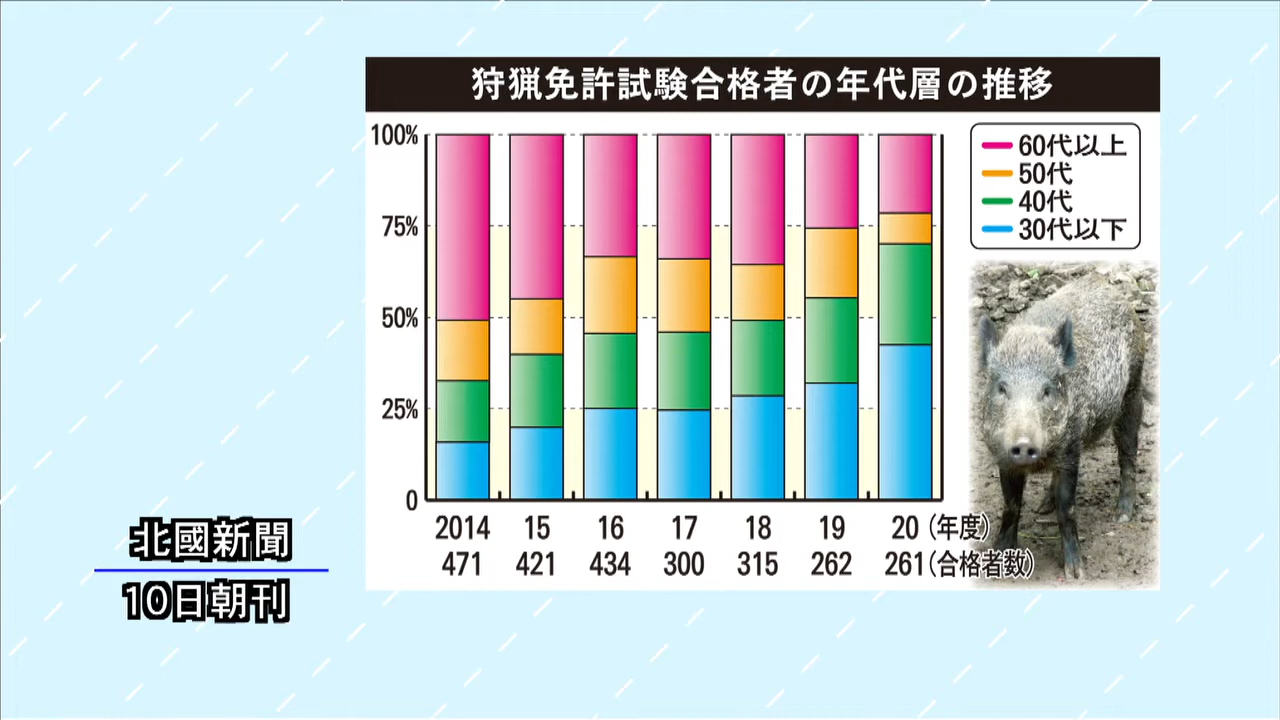 狩猟免許試験合格者の年代層の推移
100%
75%
50%
25%
0
60代以上
50代
40代
30代以下
2014 15 16 17 18 19 20(年度)
471 421 434 300 315 262 261(合格者数)
北國新聞
10日朝刊